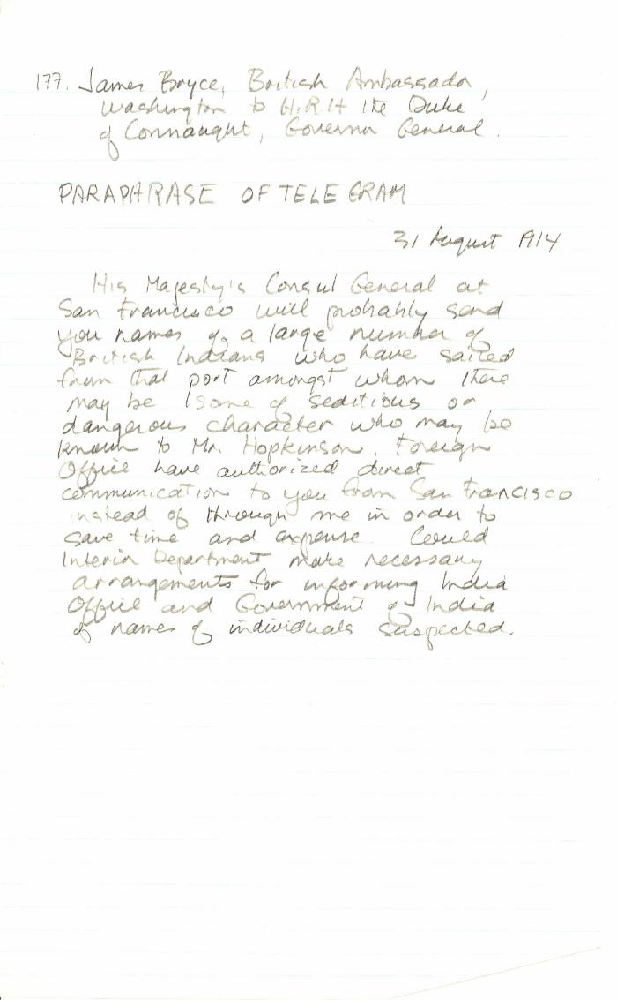 177. James Bryce, British Ambassador,
Washington to H.R.H the Duke
of Connaught, Governor General.
PARAPHRASE OF TELEGRAM
31 August 1914
His Majesty's Consul General at
San Francisco will probably send
you names of a large number of
British Indians who have sailed
from that port amongst whom there
may be some of seditious or
dangerous character who may be
known to Mr. Hopkinson. Foreign
Office have authorized direct
communication to you from San Francisco
instead of through me in order to
save time and expense. Could
Interior Department make necessary
arrangements for informing India
Office and Government of India
of names of individuals suspected.